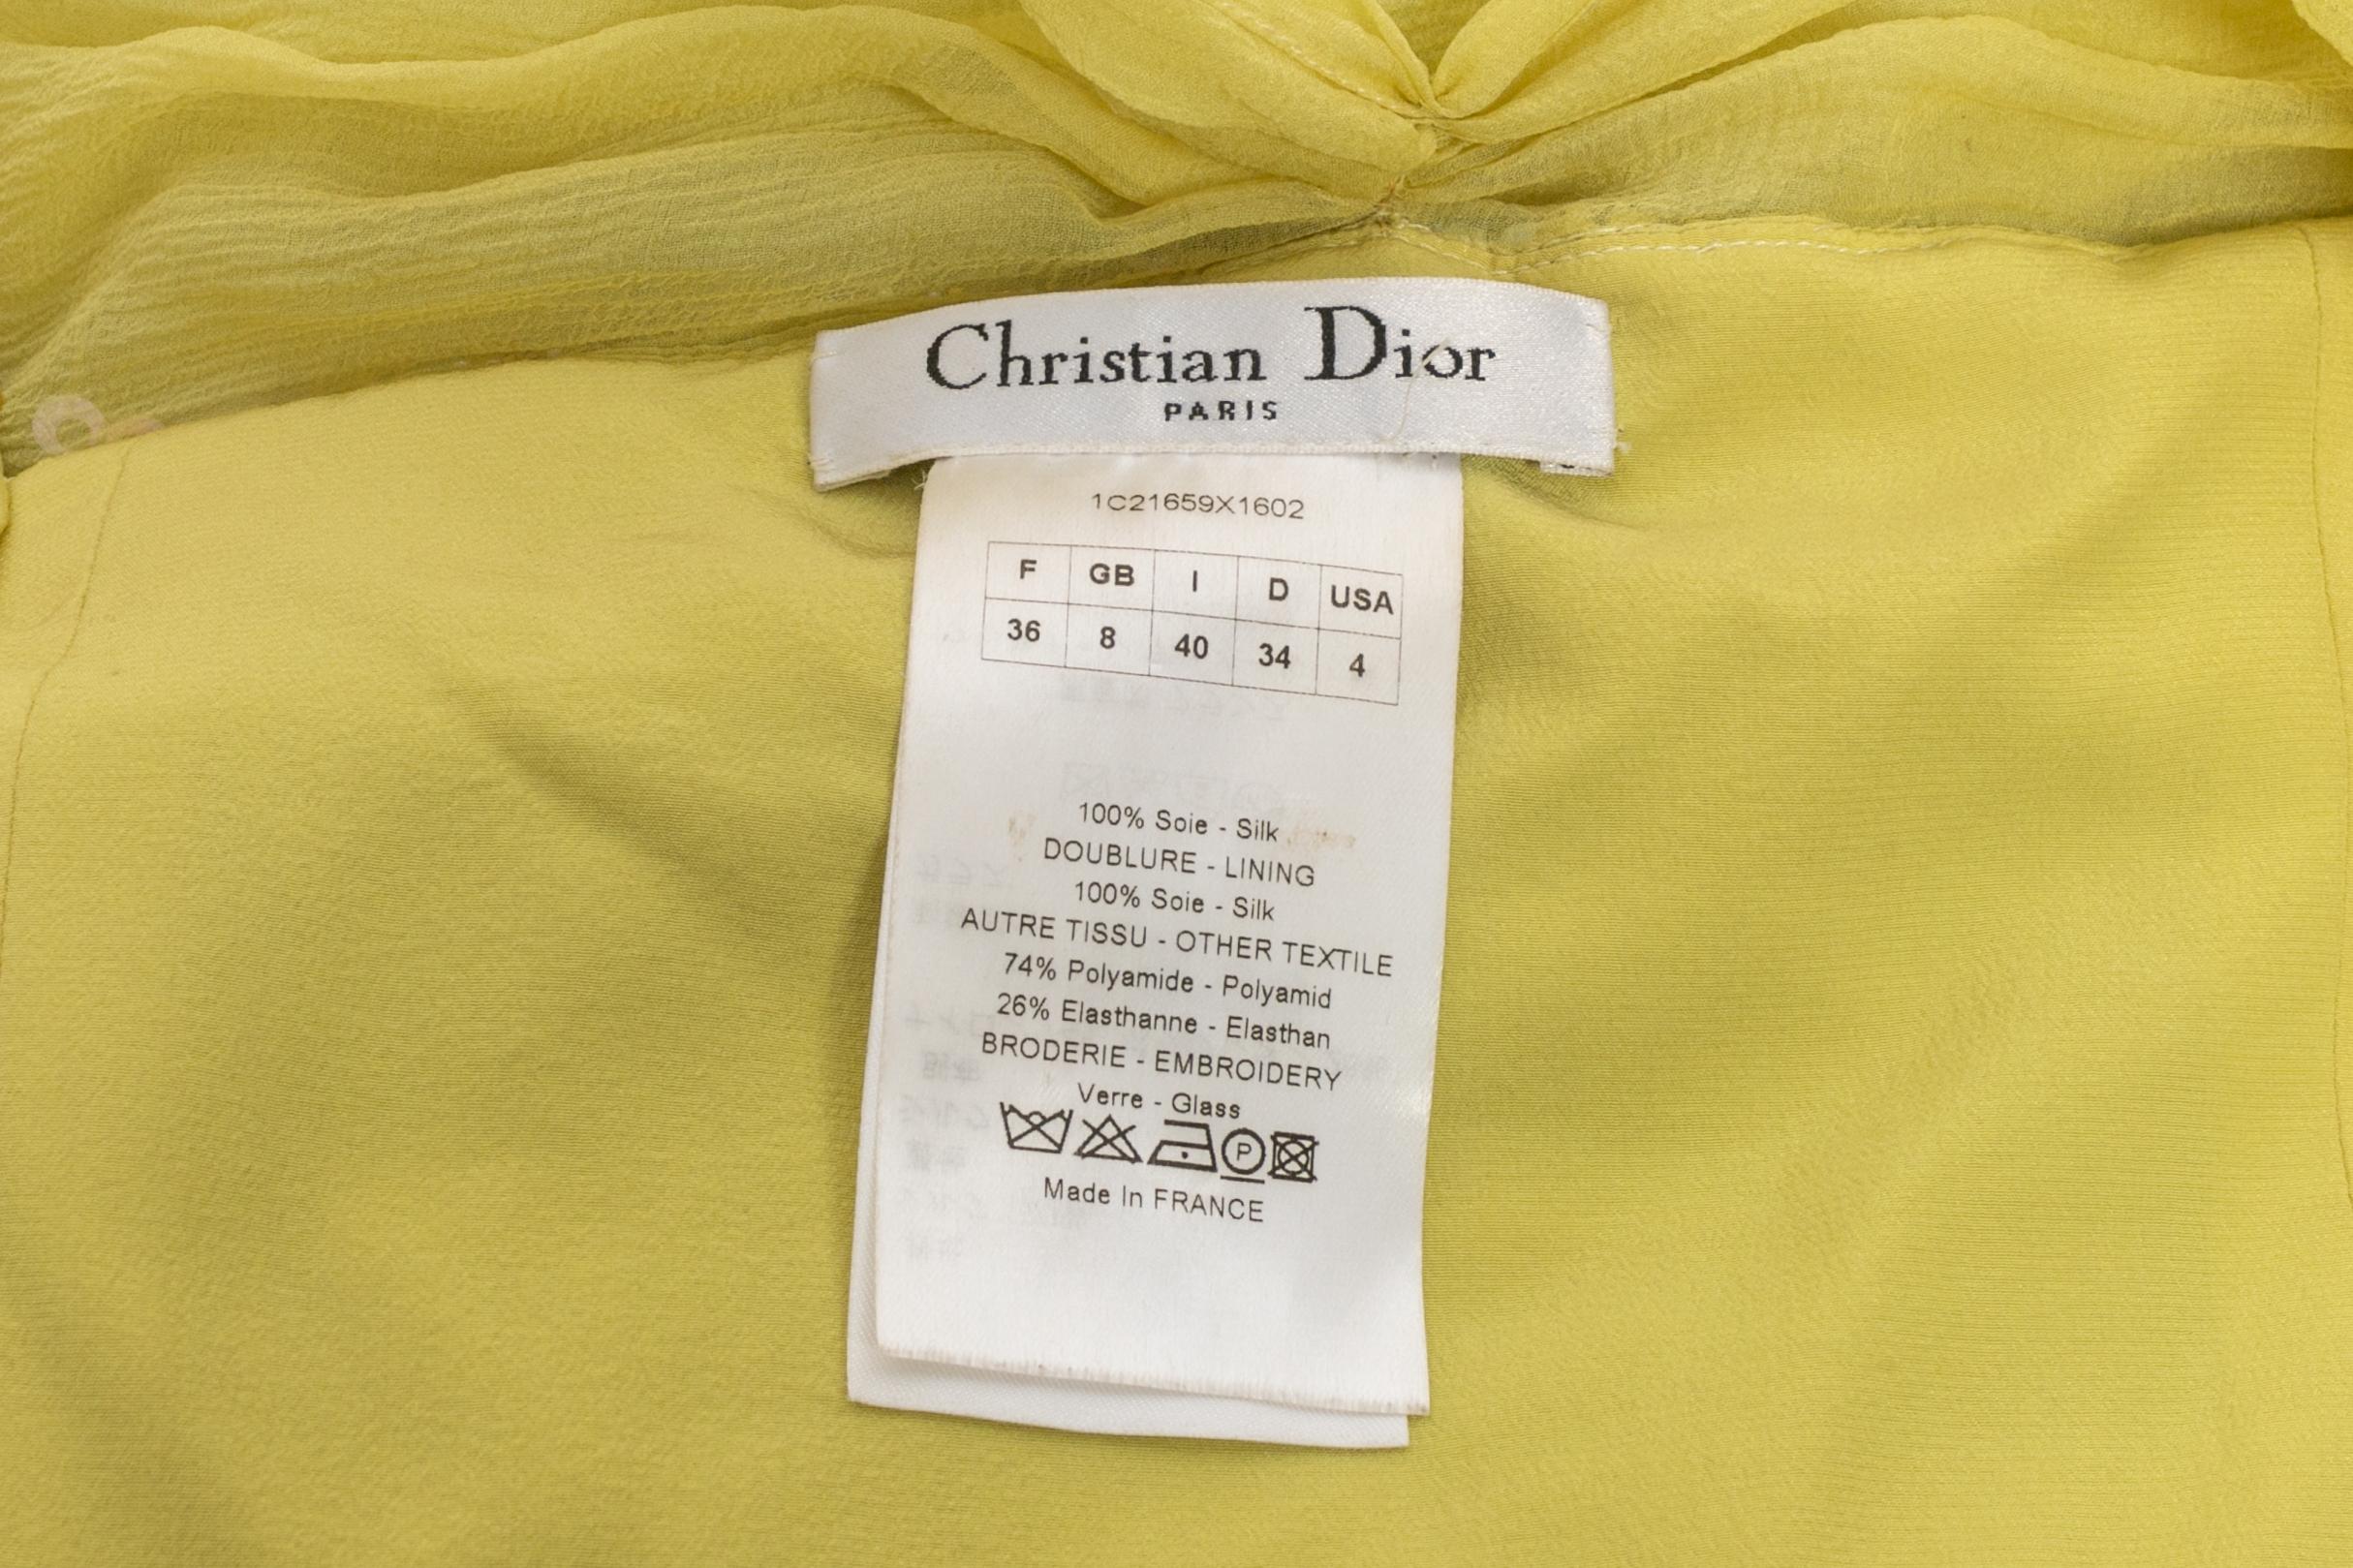 Christian Dior
PARIS
1C21659X1602
F GB I D USA
36 8 40 34 4
100% Soie - Silk
DOUBLURE - LINING
100% Soie - Silk
AUTRE TISSU - OTHER TEXTILE
74% Polyamide - Polyamid
26% Elasthanne - Elasthan
BRODERIE - EMBROIDERY
Verre - Glass
P
Made In FRANCE